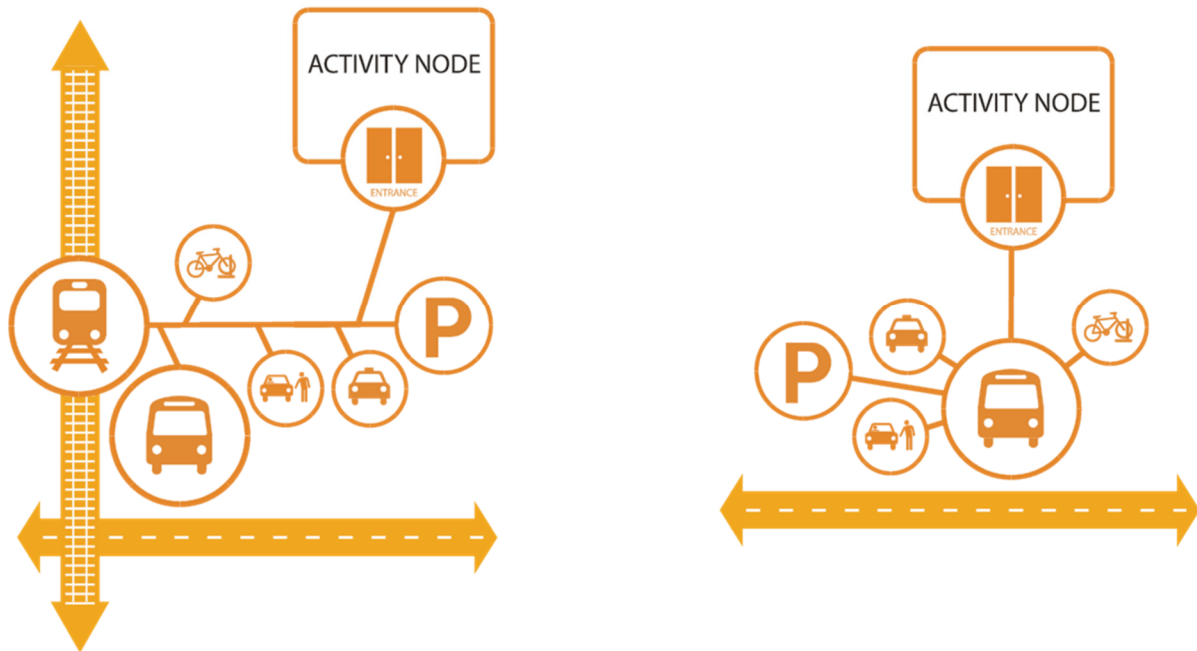 ACTIVITY NODE
ENTRANCE
P
ACTIVITY NODE
ENTRANCE
P